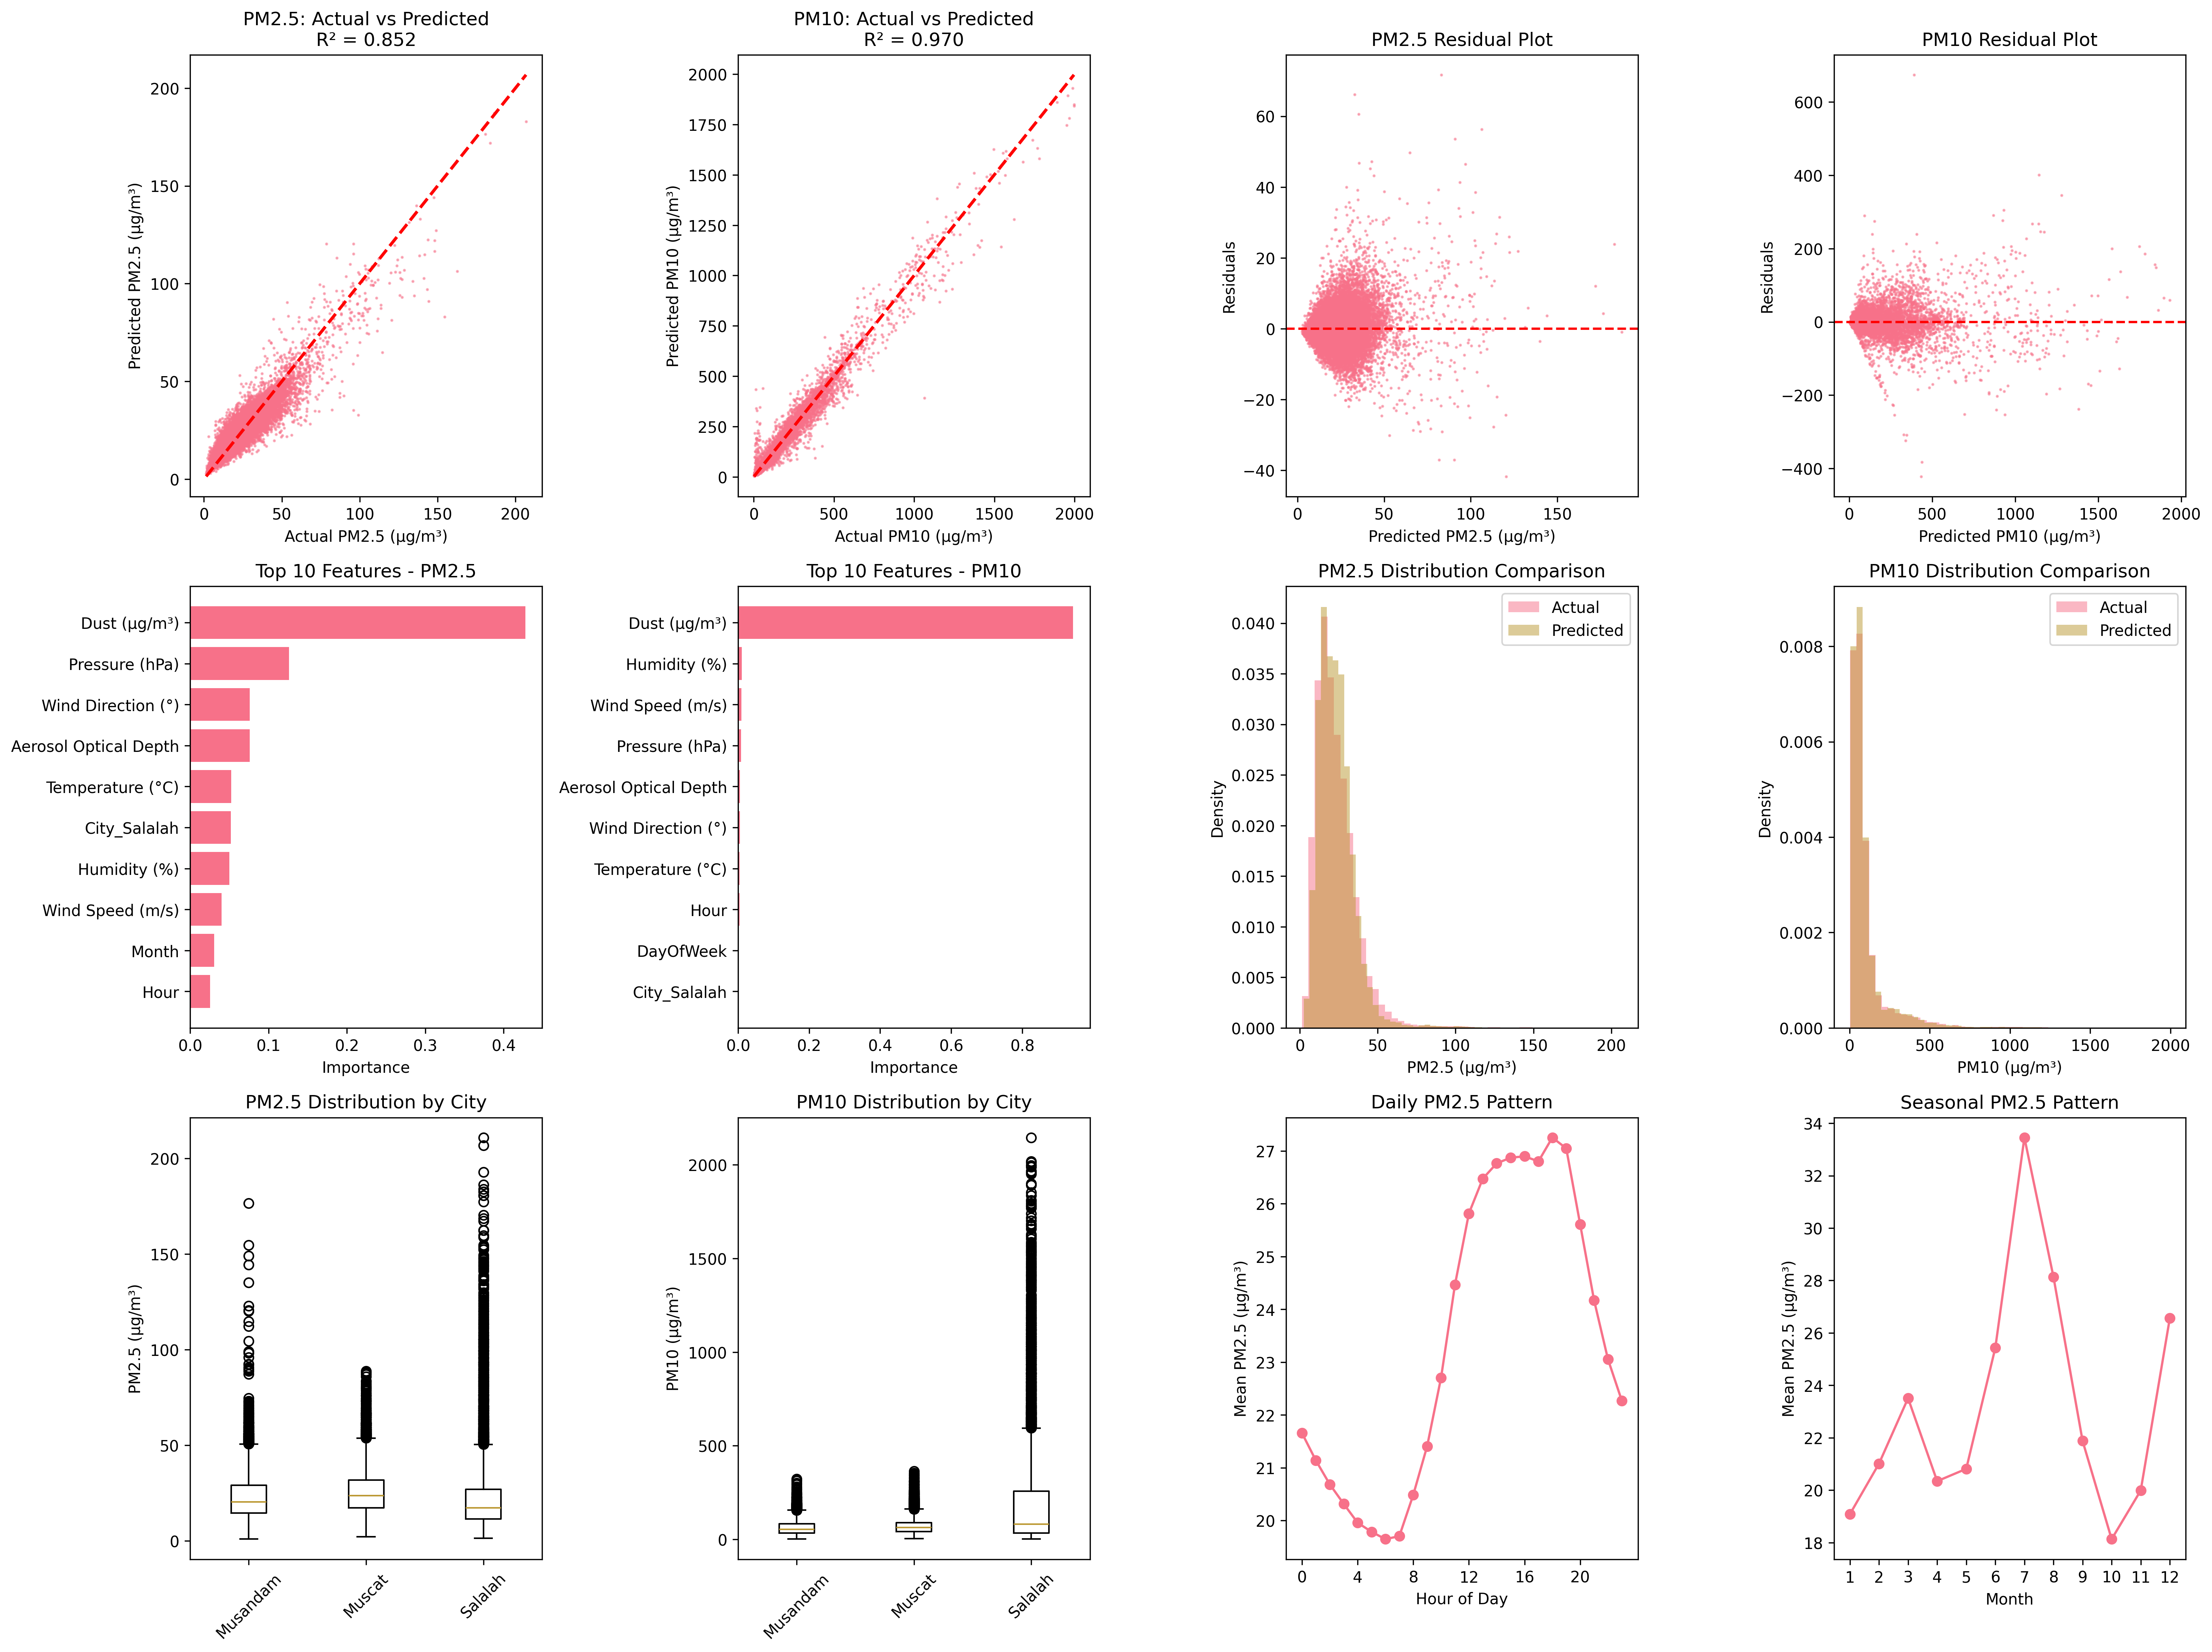 PM2.5: Actual vs Predicted
R² = 0.852
200
150
100
50
0
Predicted PM2.5 (µg/m³)
0 50 100 150 200
Actual PM2.5 (µg/m³)
PM10: Actual vs Predicted
R² = 0.970
2000
1750
1500
1250
1000
750
500
250
0
Predicted PM10 (µg/m³)
0 500 1000 1500 2000
Actual PM10 (µg/m³)
PM2.5 Residual Plot
60
40
20
0
−20
−40
Residuals
0 50 100 150
Predicted PM2.5 (µg/m³)
PM10 Residual Plot
600
400
200
0
−200
−400
Residuals
0 500 1000 1500 2000
Predicted PM10 (µg/m³)
Top 10 Features - PM2.5
Dust (µg/m³)
Pressure (hPa)
Wind Direction (°)
Aerosol Optical Depth
Temperature (°C)
City_Salalah
Humidity (%)
Wind Speed (m/s)
Month
Hour
0.0 0.1 0.2 0.3 0.4
Importance
Top 10 Features - PM10
Dust (µg/m³)
Humidity (%)
Wind Speed (m/s)
Pressure (hPa)
Aerosol Optical Depth
Wind Direction (°)
Temperature (°C)
Hour
DayOfWeek
City_Salalah
0.0 0.2 0.4 0.6 0.8
Importance
PM2.5 Distribution Comparison
Actual
Predicted
0.040
0.035
0.030
0.025
0.020
0.015
0.010
0.005
0.000
Density
0 50 100 150 200
PM2.5 (µg/m³)
PM10 Distribution Comparison
Actual
Predicted
0.008
0.006
0.004
0.002
0.000
Density
0 500 1000 1500 2000
PM10 (µg/m³)
PM2.5 Distribution by City
200
150
100
50
0
PM2.5 (µg/m³)
Musandam
Muscat
Salalah
PM10 Distribution by City
2000
1500
1000
500
0
PM10 (µg/m³)
Musandam
Muscat
Salalah
Daily PM2.5 Pattern
27
26
25
24
23
22
21
20
Mean PM2.5 (µg/m³)
0 4 8 12 16 20
Hour of Day
Seasonal PM2.5 Pattern
34
32
30
28
26
24
22
20
18
Mean PM2.5 (µg/m³)
1 2 3 4 5 6 7 8 9 10 11 12
Month